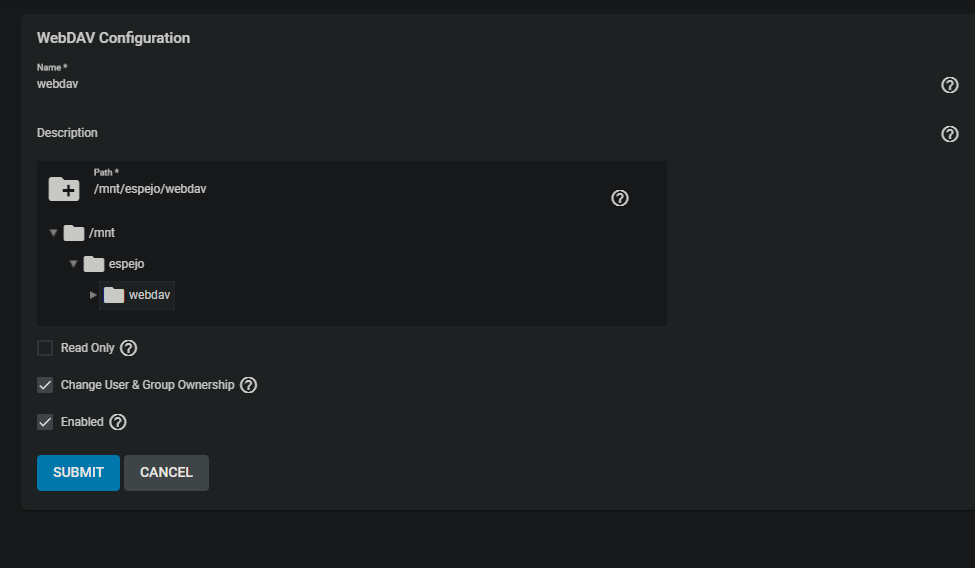 WebDAV Configuration
Name *
webdav
Description
Path *
/mnt/espejo/webdav
/mnt
espejo
webdav
Read Only
Change User & Group Ownership
Enabled
SUBMIT CANCEL